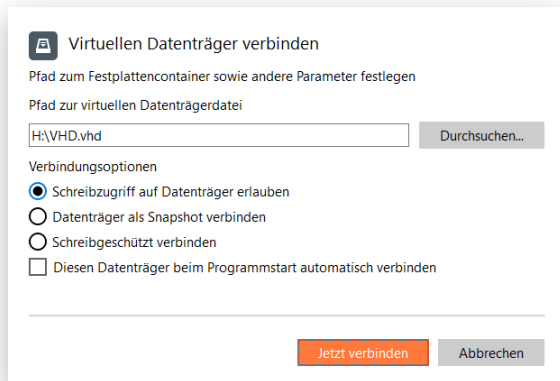 Virtuellen Datenträger verbinden
Pfad zum Festplattencontainer sowie andere Parameter festlegen
Pfad zur virtuellen Datenträgerdatei
H:\VHD.vhd
Durchsuchen...
Verbindungsoptionen
Schreibzugriff auf Datenträger erlauben
Datenträger als Snapshot verbinden
Schreibgeschützt verbinden
Diesen Datenträger beim Programmstart automatisch verbinden
Jetzt verbinden
Abbrechen